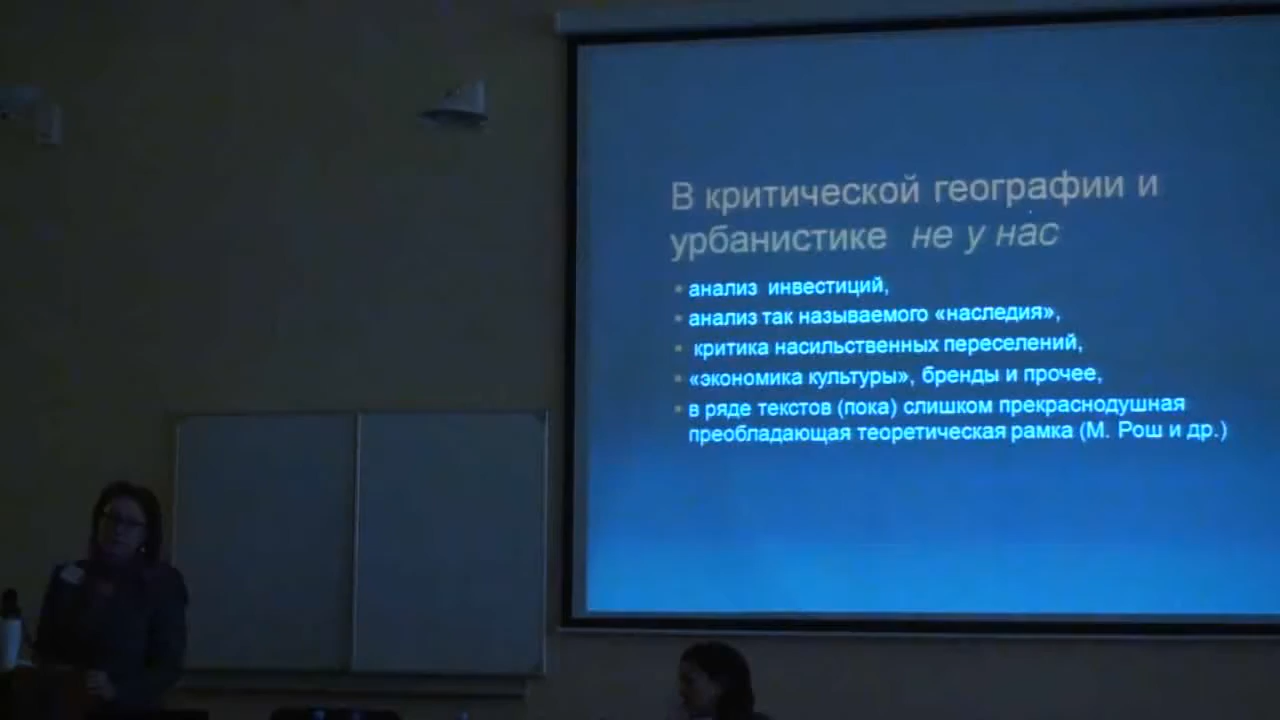 В критической географии и
урбанистике не у нас
анализ инвестиций,
анализ так называемого «наследия»,
критика насильственных переселений,
«экономика культуры», бренды и прочее,
в ряде текстов (пока) слишком прекраснодушная
преобладающая теоретическая рамка (М. Рош и др.)